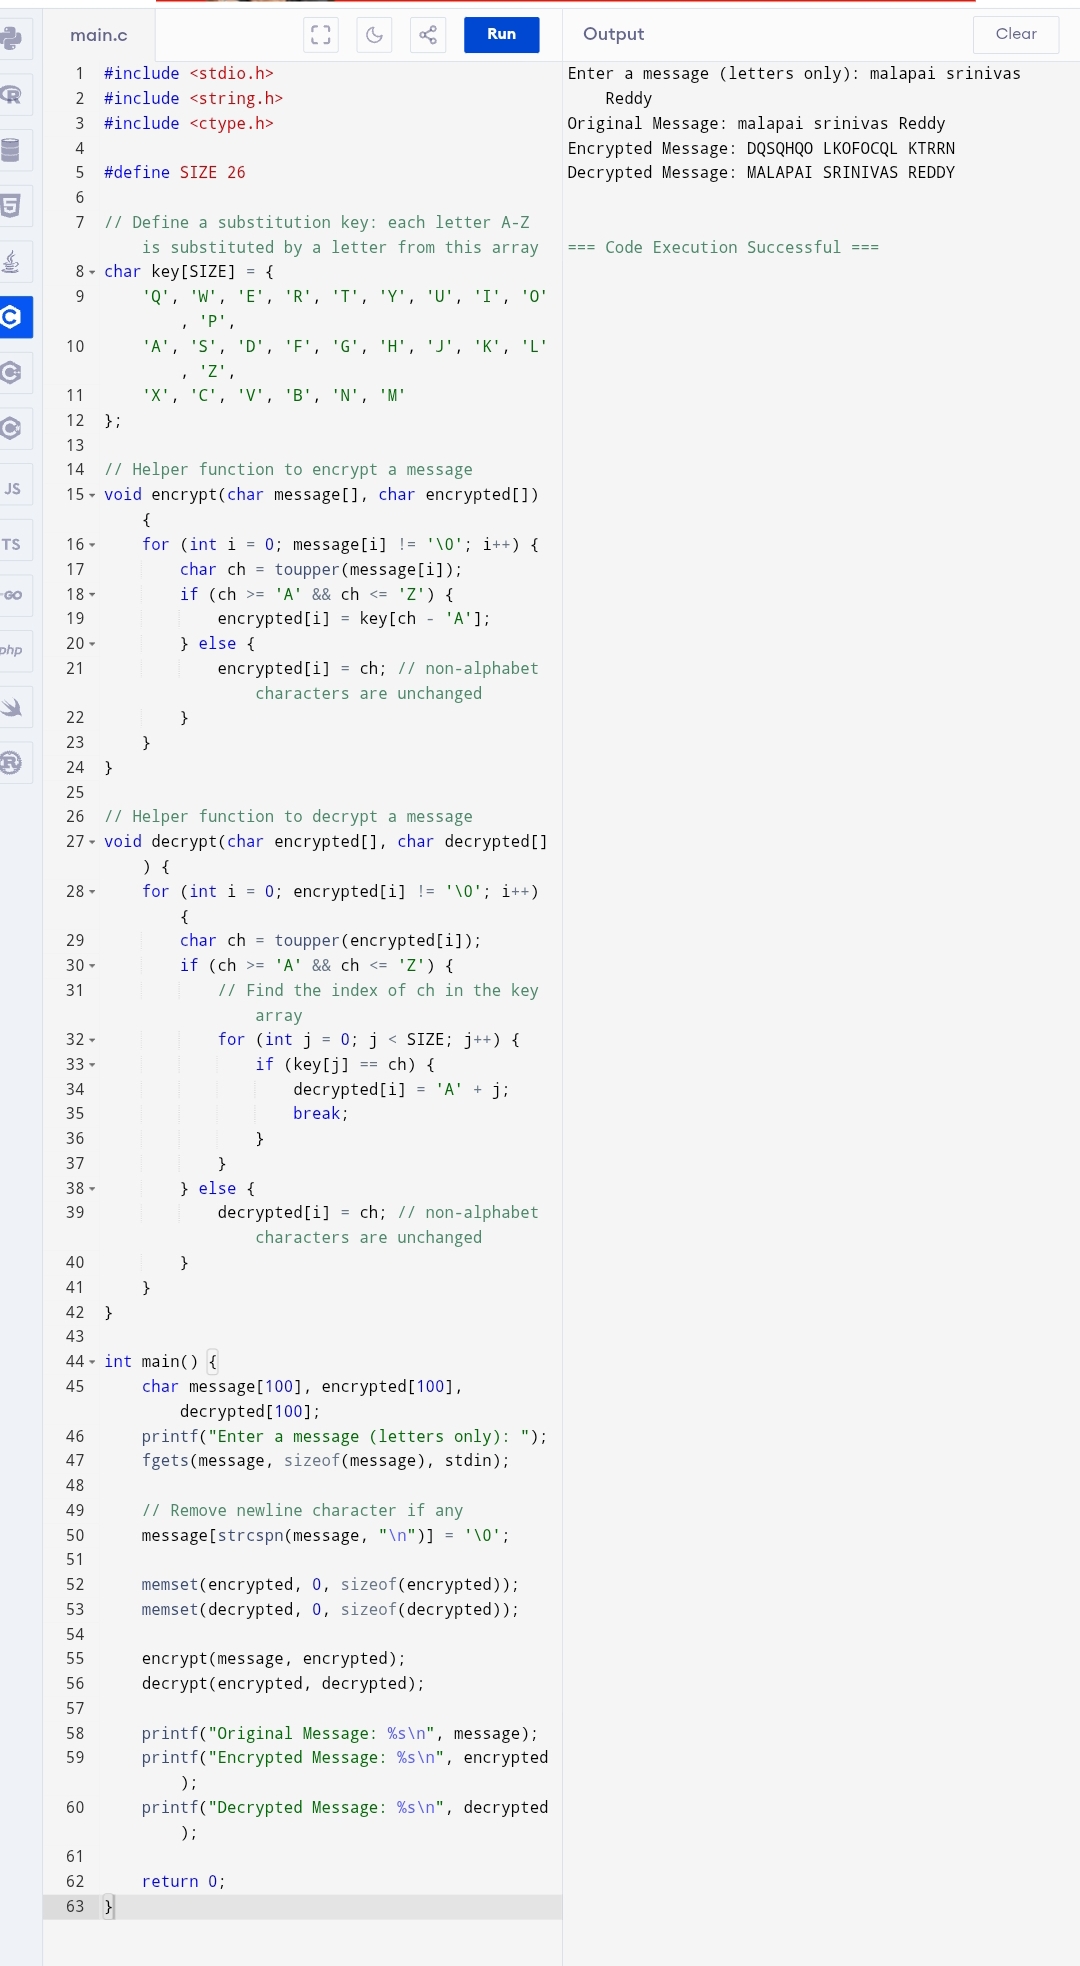 main.c
Run
Output
Clear
1 #include <stdio.h>
2 #include <string.h>
3 #include <ctype.h>
4
5 #define SIZE 26
6
7 // Define a substitution key: each letter A-Z
is substituted by a letter from this array
8 char key[SIZE] = {
9 'Q', 'W', 'E', 'R', 'T', 'Y', 'U', 'I', 'O'
, 'P',
10 'A', 'S', 'D', 'F', 'G', 'H', 'J', 'K', 'L'
, 'Z',
11 'X', 'C', 'V', 'B', 'N', 'M'
12 };
13
14 // Helper function to encrypt a message
15 void encrypt(char message[], char encrypted[])
{
16 for (int i = 0; message[i] != '\0'; i++) {
17 char ch = toupper(message[i]);
18 if (ch >= 'A' && ch <= 'Z') {
19 encrypted[i] = key[ch - 'A'];
20 } else {
21 encrypted[i] = ch; // non-alphabet
characters are unchanged
22 }
23 }
24 }
25
26 // Helper function to decrypt a message
27 void decrypt(char encrypted[], char decrypted[]
) {
28 for (int i = 0; encrypted[i] != '\0'; i++)
{
29 char ch = toupper(encrypted[i]);
30 if (ch >= 'A' && ch <= 'Z') {
31 // Find the index of ch in the key
array
32 for (int j = 0; j < SIZE; j++) {
33 if (key[j] == ch) {
34 decrypted[i] = 'A' + j;
35 break;
36 }
37 }
38 } else {
39 decrypted[i] = ch; // non-alphabet
characters are unchanged
40 }
41 }
42 }
43
44 int main() {
45 char message[100], encrypted[100],
decrypted[100];
46 printf("Enter a message (letters only): ");
47 fgets(message, sizeof(message), stdin);
48
49 // Remove newline character if any
50 message[strcspn(message, "\n")] = '\0';
51
52 memset(encrypted, 0, sizeof(encrypted));
53 memset(decrypted, 0, sizeof(decrypted));
54
55 encrypt(message, encrypted);
56 decrypt(encrypted, decrypted);
57
58 printf("Original Message: %s\n", message);
59 printf("Encrypted Message: %s\n", encrypted
);
60 printf("Decrypted Message: %s\n", decrypted
);
61
62 return 0;
63 }
Enter a message (letters only): malapai srinivas
Reddy
Original Message: malapai srinivas Reddy
Encrypted Message: DQSQHQO LKOFOCQL KTRRN
Decrypted Message: MALAPAI SRINIVAS REDDY
=== Code Execution Successful ===
R
5
C
C
JS
TS
GO
php